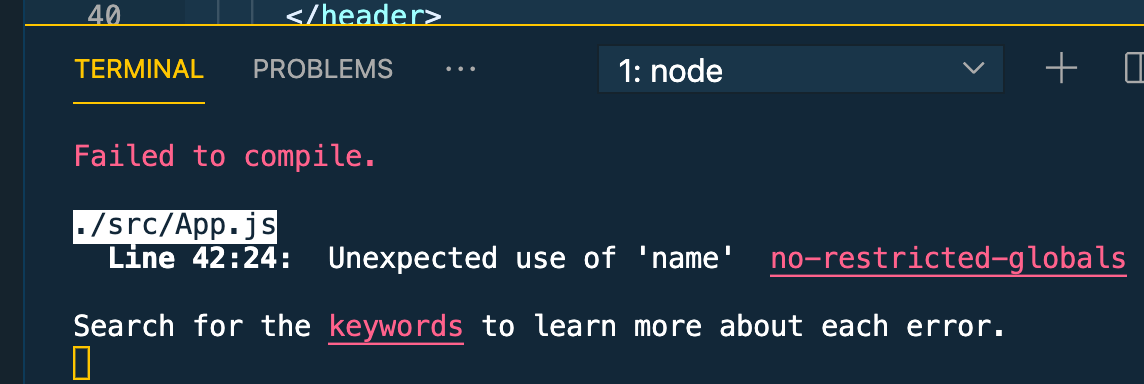 40 </header>
TERMINAL PROBLEMS ··· 1: node
Failed to compile.
./src/App.js
Line 42:24: Unexpected use of 'name' no-restricted-globals
Search for the keywords to learn more about each error.